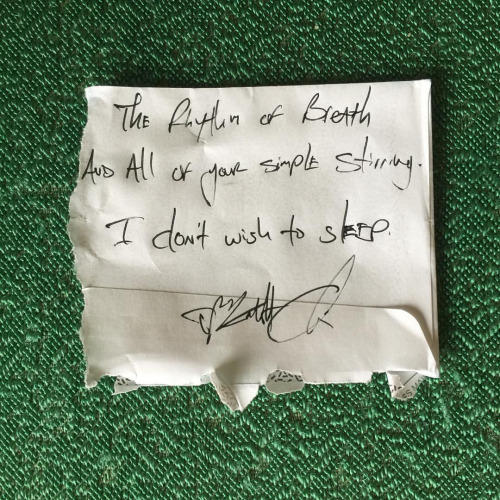 The Rhythm of Breath
And All of your simple stirring.
I don't wish to sleep.